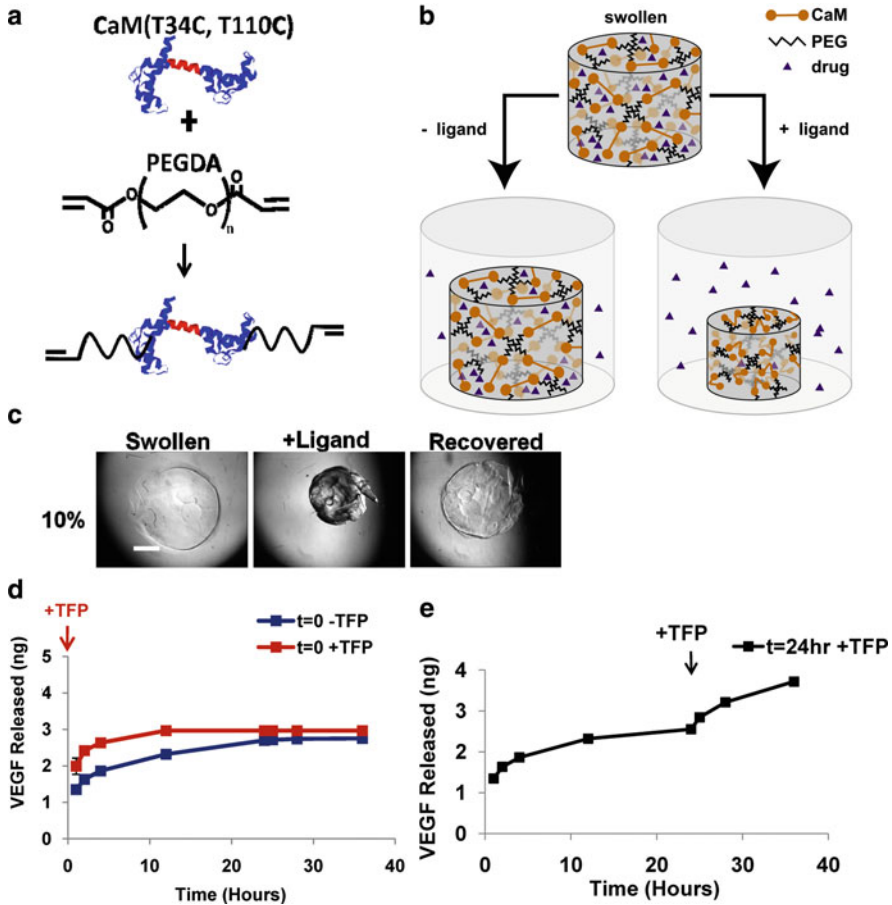 a
CaM(T34C, T110C)
+
PEGDA
O
O
O
O
n
b
swollen
CaM
PEG
drug
- ligand
+ ligand
c
Swollen
+Ligand
Recovered
10%
d
+TFP
t=0 -TFP
t=0 +TFP
VEGF Released (ng)
5
4
3
2
1
0
0
10
20
30
40
Time (Hours)
e
+TFP
t=24hr +TFP
VEGF Released (ng)
4
3
2
1
0
0
10
20
30
40
Time (Hours)